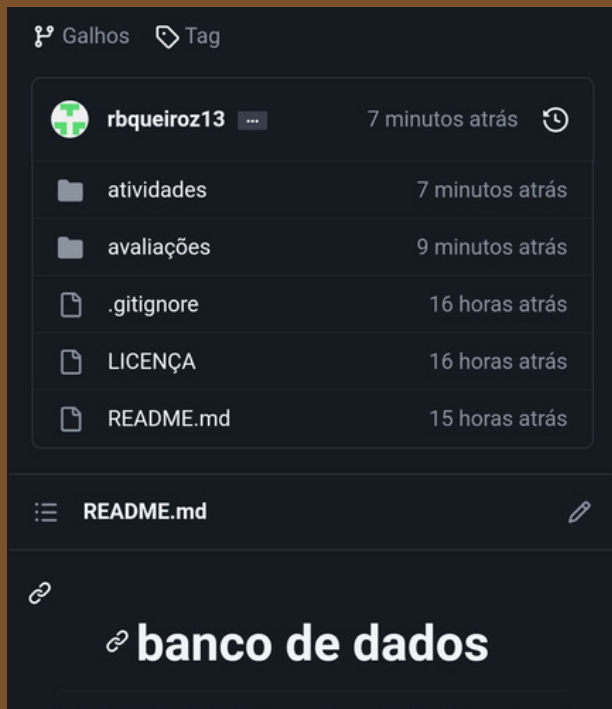 Galhos Tag
rbqueiroz13 ... 7 minutos atrás
atividades 7 minutos atrás
avaliações 9 minutos atrás
.gitignore 16 horas atrás
LICENÇA 16 horas atrás
README.md 15 horas atrás
README.md
banco de dados